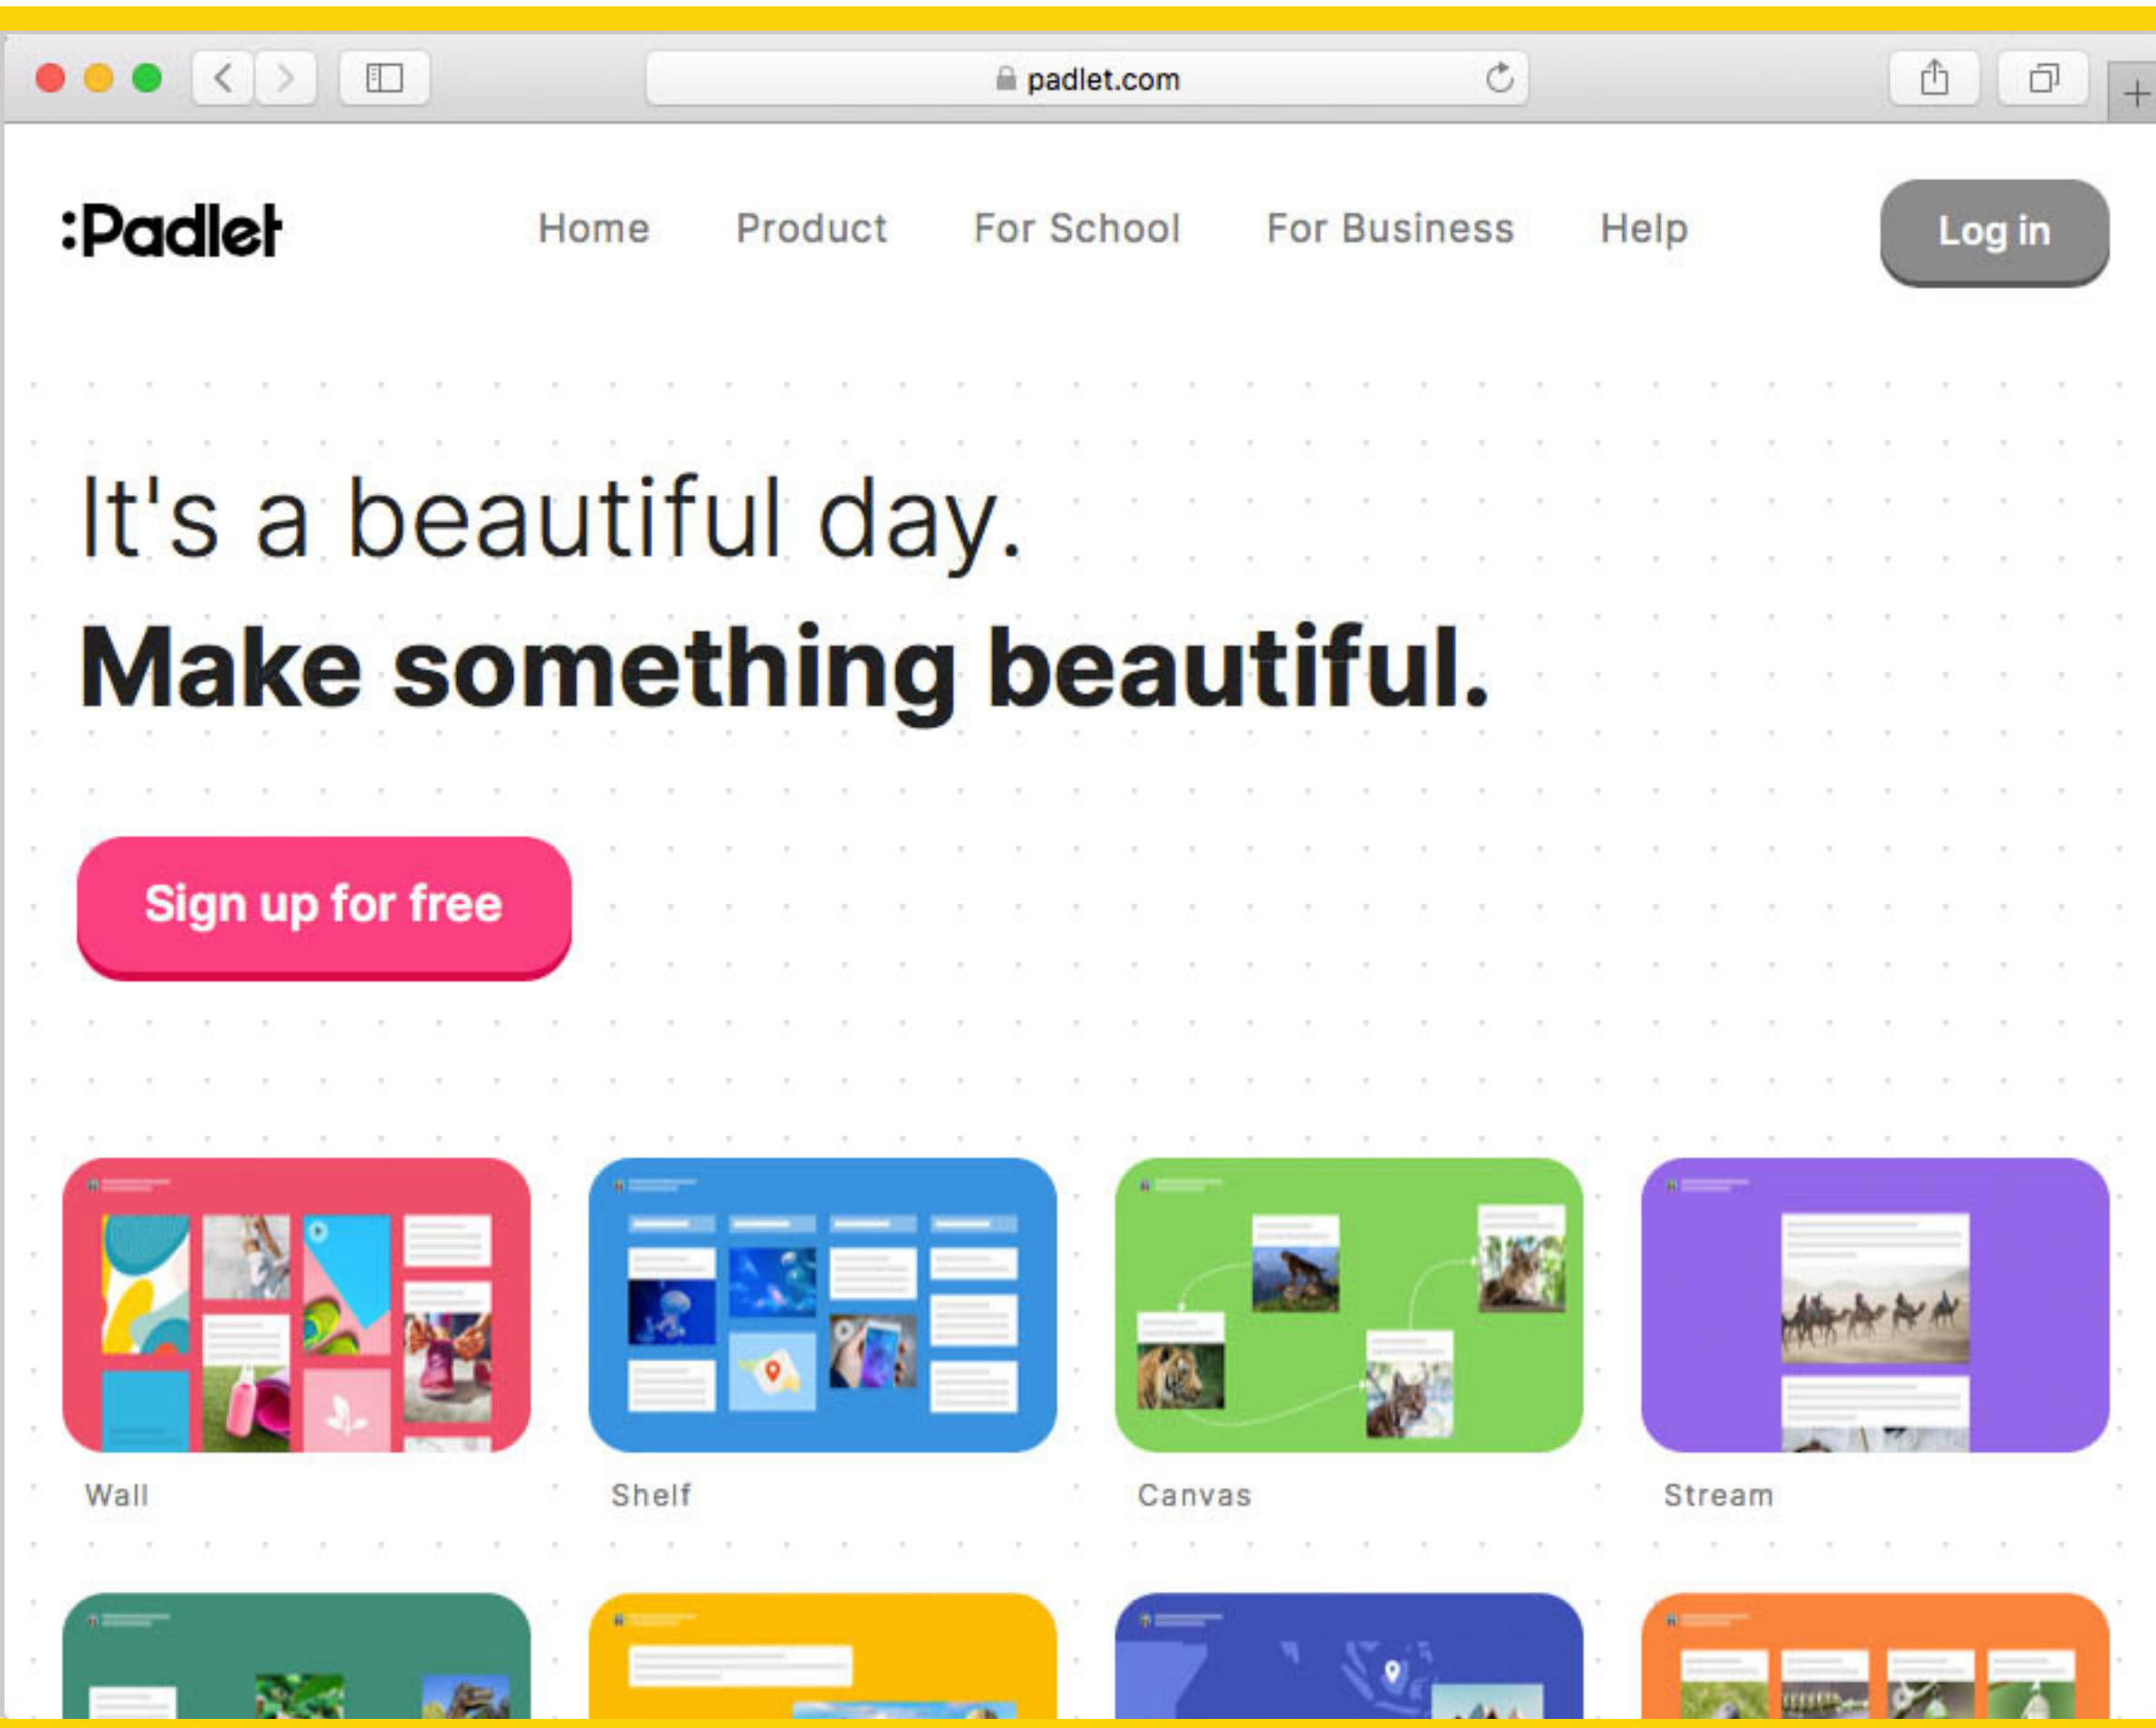 padlet.com
:Padlet
Home Product For School For Business Help Log in
It's a beautiful day.
Make something beautiful.
Sign up for free
Wall Shelf Canvas Stream